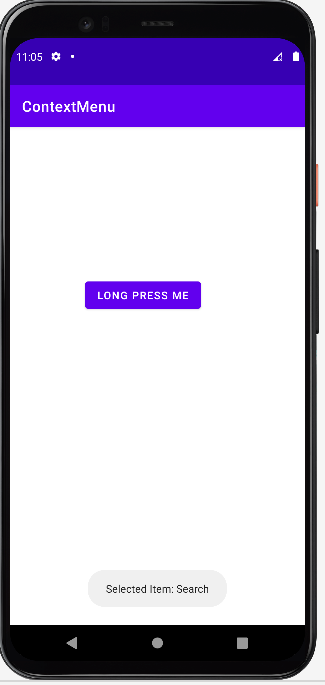 11:05
ContextMenu
LONG PRESS ME
Selected Item: Search